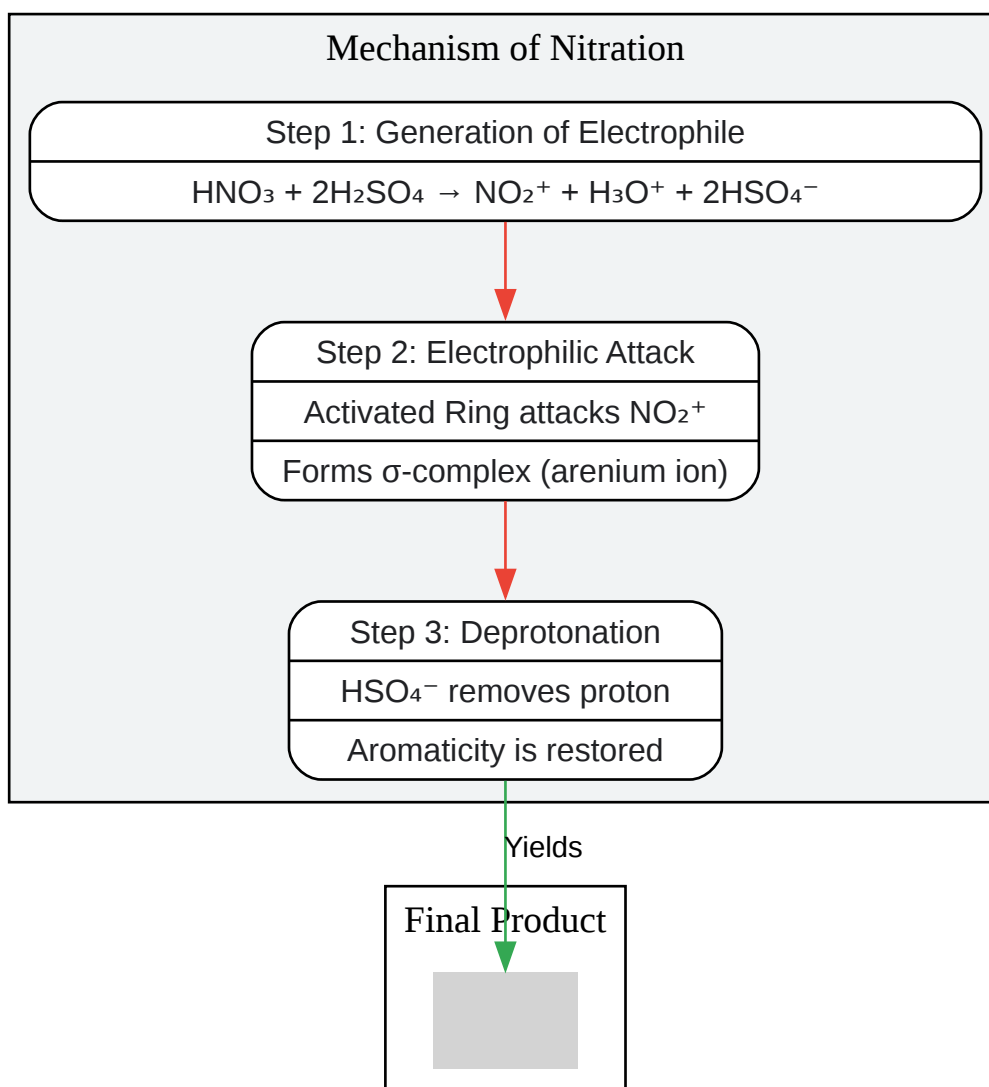 Mechanism of Nitration
Step 1: Generation of Electrophile
HNO₃ + 2H₂SO₄ → NO₂⁺ + H₃O⁺ + 2HSO₄⁻
Step 2: Electrophilic Attack
Activated Ring attacks NO₂⁺
Forms σ-complex (arenium ion)
Step 3: Deprotonation
HSO₄⁻ removes proton
Aromaticity is restored
Yields
Final Product